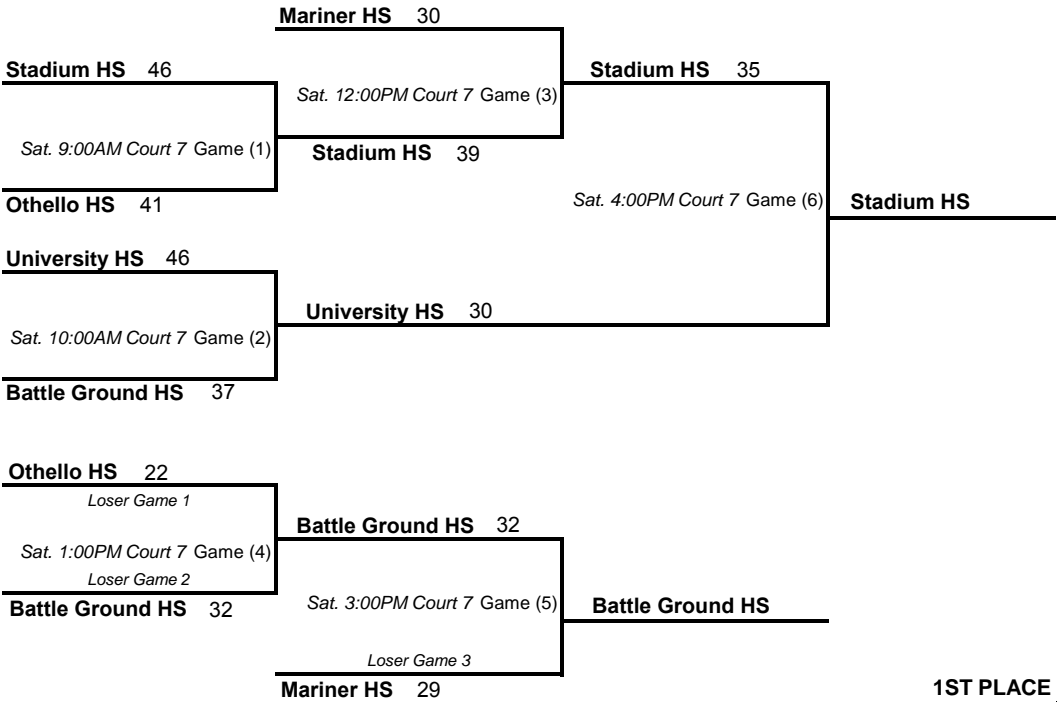 Mariner HS 30
Stadium HS 46
Stadium HS 35
Sat. 12:00PM Court 7 Game (3)
Sat. 9:00AM Court 7 Game (1)
Stadium HS 39
Othello HS 41
Sat. 4:00PM Court 7 Game (6)
Stadium HS
University HS 46
University HS 30
Sat. 10:00AM Court 7 Game (2)
Battle Ground HS 37
Othello HS 22
Loser Game 1
Battle Ground HS 32
Sat. 1:00PM Court 7 Game (4)
Loser Game 2
Battle Ground HS 32
Sat. 3:00PM Court 7 Game (5)
Battle Ground HS
Loser Game 3
Mariner HS 29
1ST PLACE